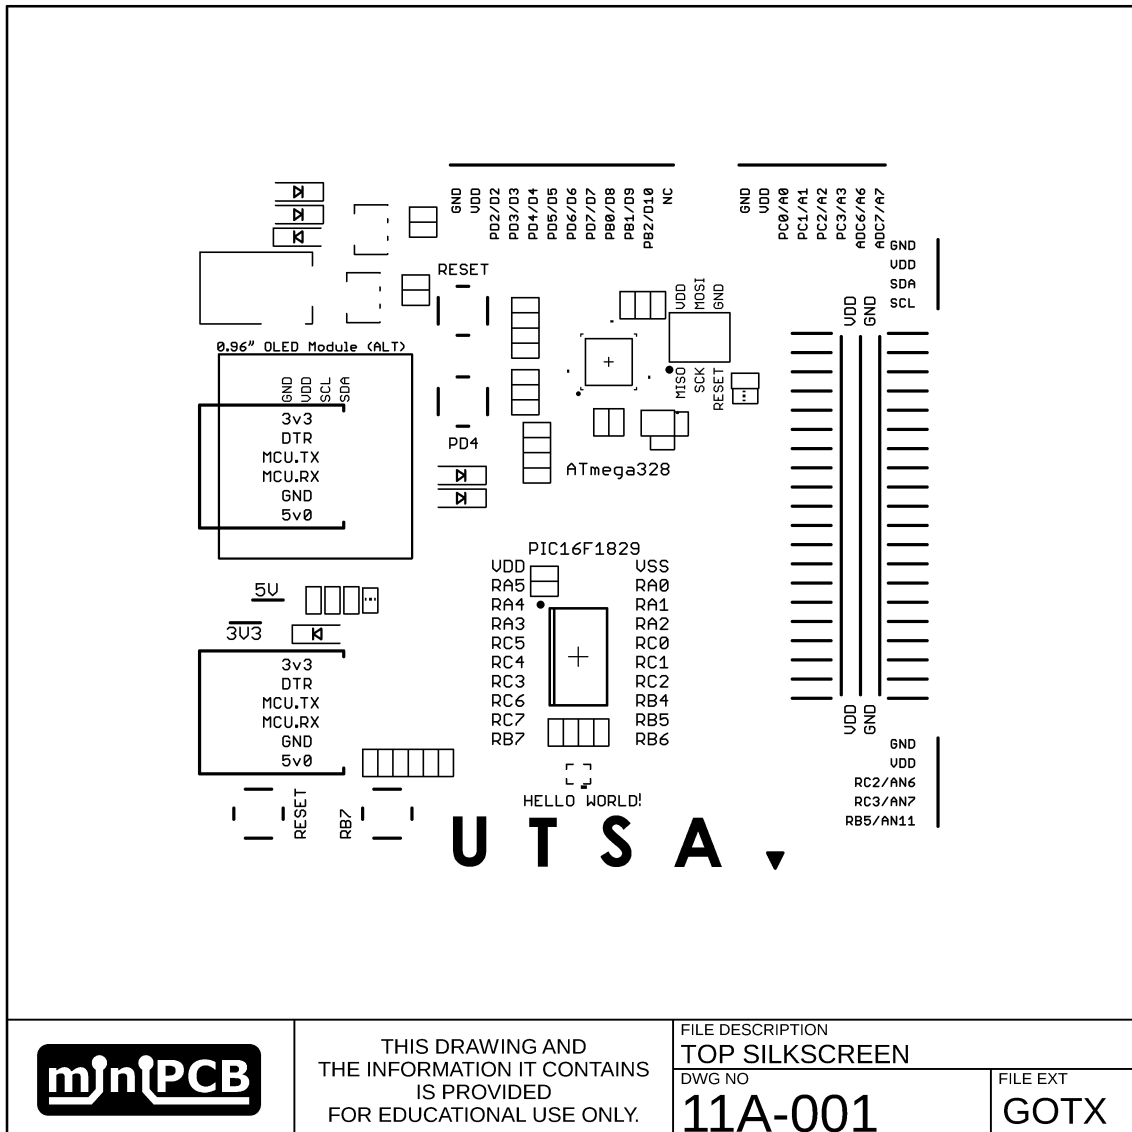 GND
VDD
PD2/D2
PD3/D3
PD4/D4
PD5/D5
PD6/D6
PD7/D7
PB0/D8
PB1/D9
PB2/D10
NC
GND
VDD
PC0/A0
PC1/A1
PC2/A2
PC3/A3
ADC6/A6
ADC7/A7
GND
VDD
SDA
SCL
VDD
GND
RESET
VDD
MOSI
GND
MISO
SCK
RESET
0.96" OLED Module (ALT)
GND
VDD
SCL
SDA
3v3
DTR
MCU.TX
MCU.RX
GND
5v0
PD4
ATmega328
PIC16F1829
VDD
RA5
RA4
RA3
RC5
RC4
RC3
RC6
RC7
RB7
VSS
RA0
RA1
RA2
RC0
RC1
RC2
RB4
RB5
RB6
5V
3V3
3v3
DTR
MCU.TX
MCU.RX
GND
5v0
RESET
RB7
VDD
GND
GND
VDD
RC2/AN6
RC3/AN7
RB5/AN11
HELLO WORLD!
UTSA
miniPCB
THIS DRAWING AND
THE INFORMATION IT CONTAINS
IS PROVIDED
FOR EDUCATIONAL USE ONLY.
FILE DESCRIPTION
TOP SILKSCREEN
DWG NO
11A-001
FILE EXT
GOTX